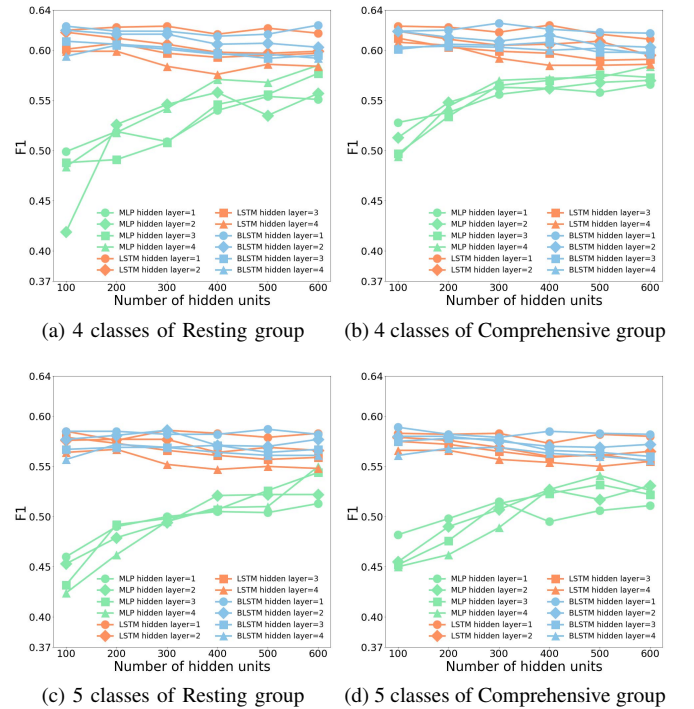 0.64
0.60
0.55
0.50
0.45
0.40
0.37
F1
MLP hidden layer=1
MLP hidden layer=2
MLP hidden layer=3
MLP hidden layer=4
LSTM hidden layer=1
LSTM hidden layer=2
LSTM hidden layer=3
LSTM hidden layer=4
BLSTM hidden layer=1
BLSTM hidden layer=2
BLSTM hidden layer=3
BLSTM hidden layer=4
100 200 300 400 500 600
Number of hidden units
(a) 4 classes of Resting group
0.64
0.60
0.55
0.50
0.45
0.40
0.37
F1
MLP hidden layer=1
MLP hidden layer=2
MLP hidden layer=3
MLP hidden layer=4
LSTM hidden layer=1
LSTM hidden layer=2
LSTM hidden layer=3
LSTM hidden layer=4
BLSTM hidden layer=1
BLSTM hidden layer=2
BLSTM hidden layer=3
BLSTM hidden layer=4
100 200 300 400 500 600
Number of hidden units
(b) 4 classes of Comprehensive group
0.64
0.60
0.55
0.50
0.45
0.40
0.37
F1
MLP hidden layer=1
MLP hidden layer=2
MLP hidden layer=3
MLP hidden layer=4
LSTM hidden layer=1
LSTM hidden layer=2
LSTM hidden layer=3
LSTM hidden layer=4
BLSTM hidden layer=1
BLSTM hidden layer=2
BLSTM hidden layer=3
BLSTM hidden layer=4
100 200 300 400 500 600
Number of hidden units
(c) 5 classes of Resting group
0.64
0.60
0.55
0.50
0.45
0.40
0.37
F1
MLP hidden layer=1
MLP hidden layer=2
MLP hidden layer=3
MLP hidden layer=4
LSTM hidden layer=1
LSTM hidden layer=2
LSTM hidden layer=3
LSTM hidden layer=4
BLSTM hidden layer=1
BLSTM hidden layer=2
BLSTM hidden layer=3
BLSTM hidden layer=4
100 200 300 400 500 600
Number of hidden units
(d) 5 classes of Comprehensive group